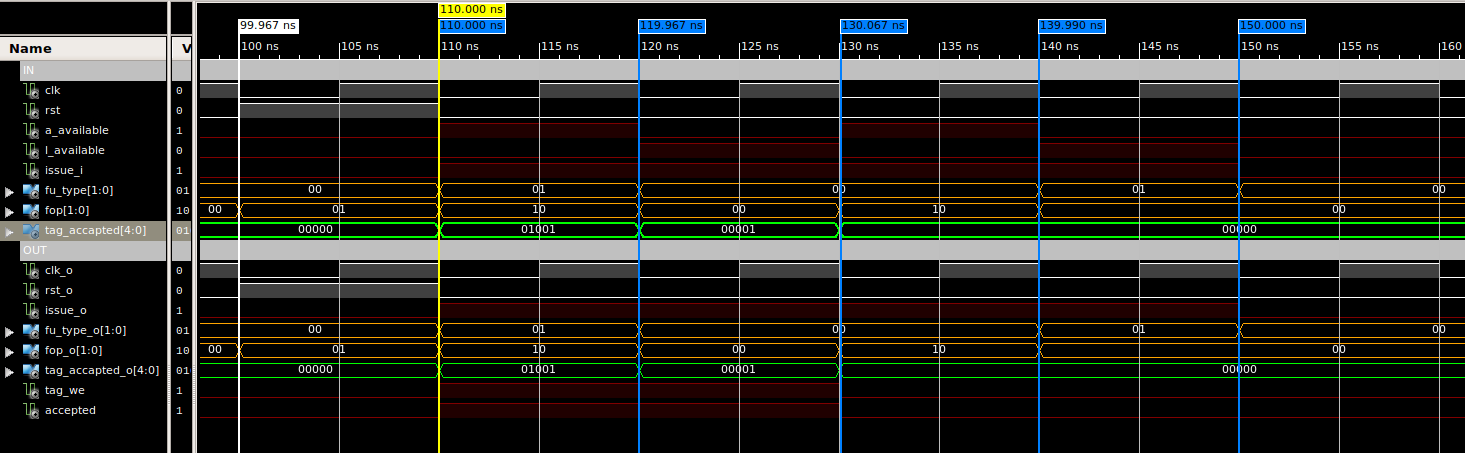 110.000 ns
99.967 ns 110.000 ns 119.967 ns 130.067 ns 139.990 ns 150.000 ns
Name V 100 ns 105 ns 110 ns 115 ns 120 ns 125 ns 130 ns 135 ns 140 ns 145 ns 150 ns 155 ns 160
IN
clk 0
rst 0
a_available 1
l_available 0
issue_i 1
fu_type[1:0] 01 00 01 00 01 00
fop[1:0] 10 00 01 10 00 10 00
tag_accapted[4:0] 01 00000 01001 00001 00000
OUT
clk_o 0
rst_o 0
issue_o 1
fu_type_o[1:0] 01 00 01 00 01 00
fop_o[1:0] 10 00 01 10 00 10 00
tag_accapted_o[4:0] 01 00000 01001 00001 00000
tag_we 1
accepted 1